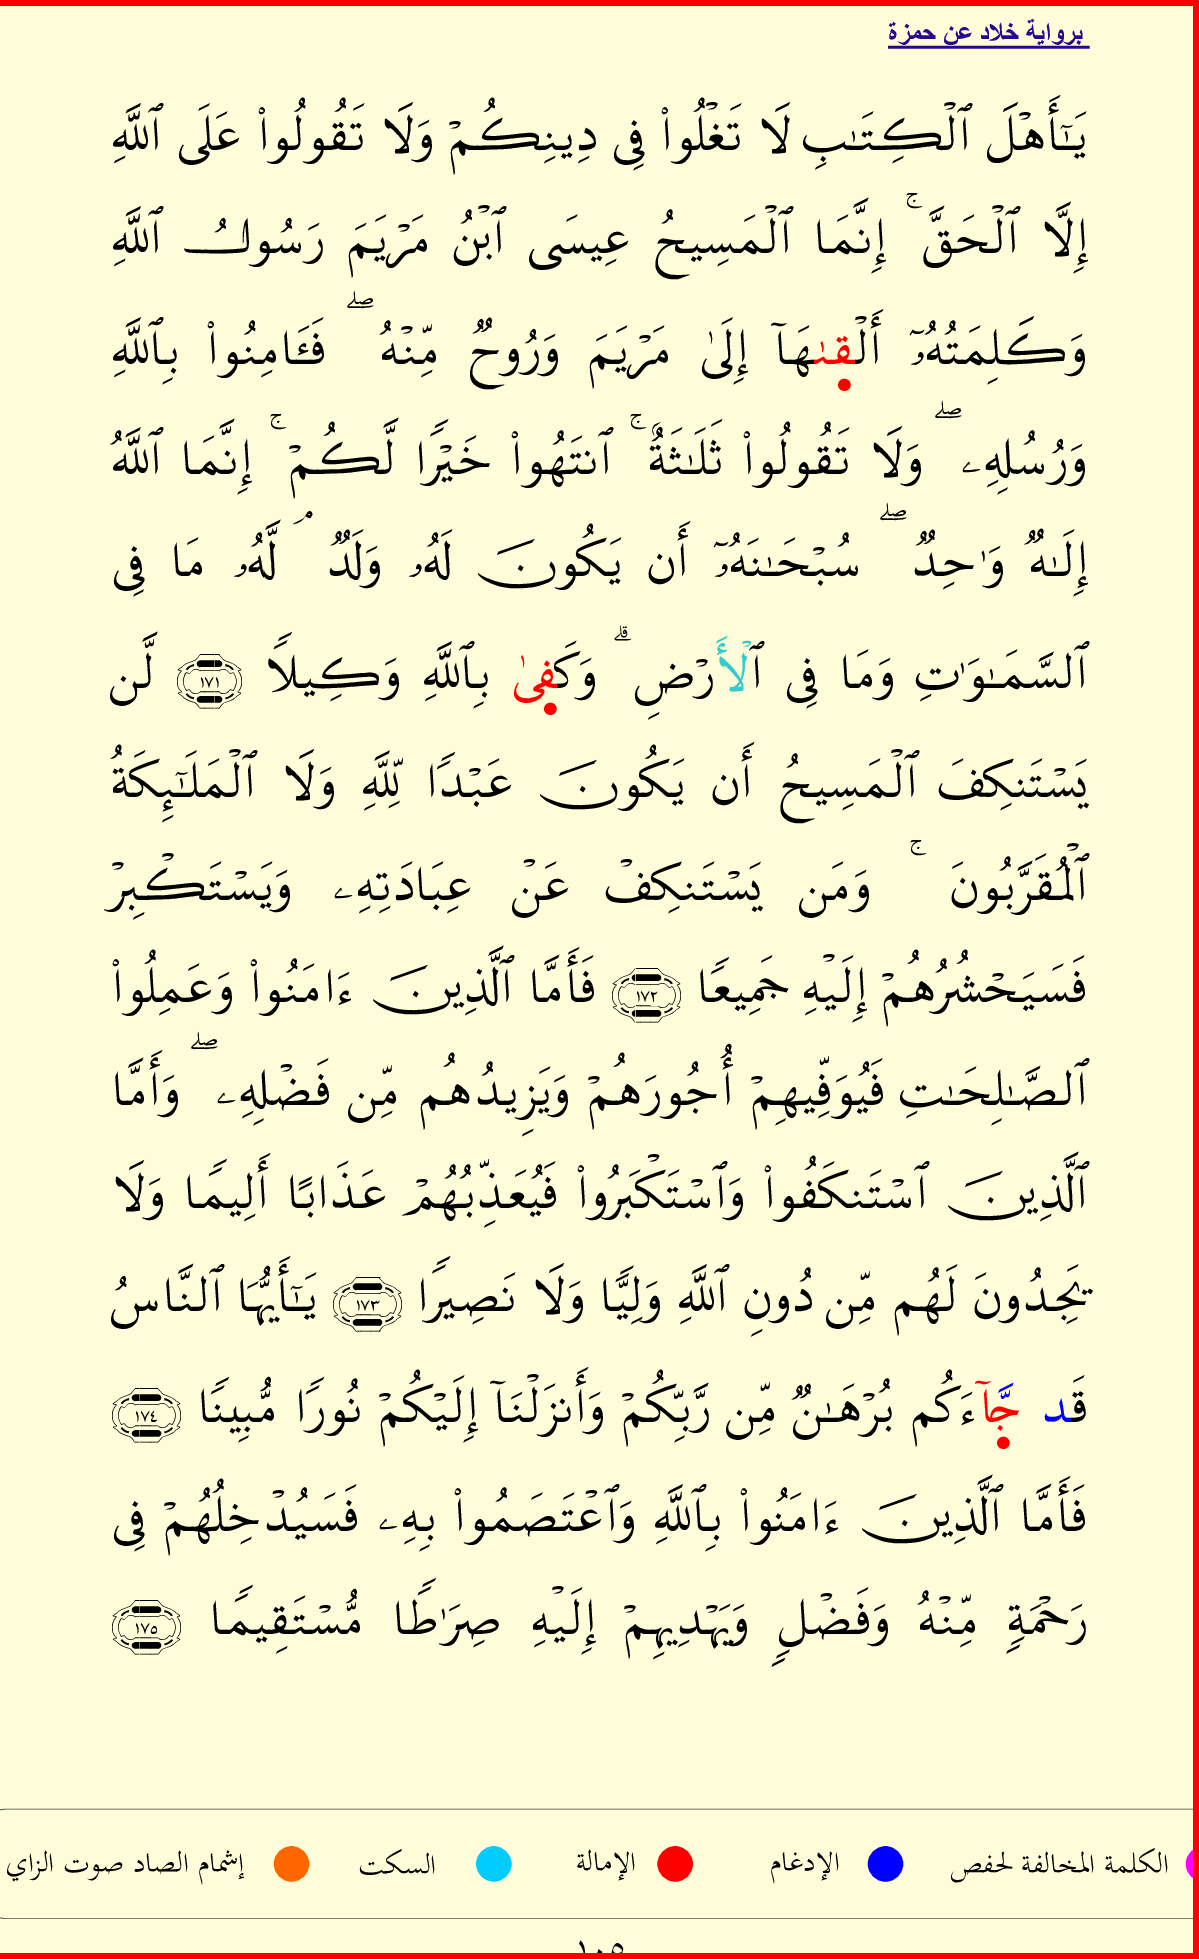 برواية خلاد عن حمزة
يَـٰٓأَهۡلَ ٱلۡكِتَـٰبِ لَا تَغۡلُوا۟ فِى دِينِكُمۡ وَلَا تَقُولُوا۟ عَلَى ٱللَّهِ
إِلَّا ٱلۡحَقَّ ۚ إِنَّمَا ٱلۡمَسِيحُ عِيسَى ٱبۡنُ مَرۡيَمَ رَسُولُ ٱللَّهِ
وَكَلِمَتُهُۥٓ أَلۡقىٰهَآ إِلَىٰ مَرۡيَمَ وَرُوحٌ مِّنۡهُ ۖ فَـَٔامِنُوا۟ بِٱللَّهِ
وَرُسُلِهِۦ ۖ وَلَا تَقُولُوا۟ ثَلَـٰثَةٌ ۚ ٱنتَهُوا۟ خَيۡرًا لَّكُمۡ ۚ إِنَّمَا ٱللَّهُ
إِلَـٰهٌ وَٰحِدٌ ۖ سُبۡحَـٰنَهُۥٓ أَن يَكُونَ لَهُۥ وَلَدٌ ۘ لَّهُۥ مَا فِى
ٱلسَّمَـٰوَٰتِ وَمَا فِى ٱلۡأَرۡضِ ۗ وَكَفىٰ بِٱللَّهِ وَكِيلاً ١٧١ لَّن
يَسۡتَنكِفَ ٱلۡمَسِيحُ أَن يَكُونَ عَبۡدًا لِّلَّهِ وَلَا ٱلۡمَلَـٰٓئِكَةُ
ٱلۡمُقَرَّبُونَ ۚ وَمَن يَسۡتَنكِفۡ عَنۡ عِبَادَتِهِۦ وَيَسۡتَكۡبِرۡ
فَسَيَحۡشُرُهُمۡ إِلَيۡهِ جَمِيعًا ١٧٢ فَأَمَّا ٱلَّذِينَ ءَامَنُوا۟ وَعَمِلُوا۟
ٱلصَّـٰلِحَـٰتِ فَيُوَفِّيهِمۡ أُجُورَهُمۡ وَيَزِيدُهُم مِّن فَضۡلِهِۦ ۖ وَأَمَّا
ٱلَّذِينَ ٱسۡتَنكَفُوا۟ وَٱسۡتَكۡبَرُوا۟ فَيُعَذِّبُهُمۡ عَذَابًا أَلِيمًا وَلَا
يَجِدُونَ لَهُم مِّن دُونِ ٱللَّهِ وَلِيًّا وَلَا نَصِيرًا ١٧٣ يَـٰٓأَيُّهَا ٱلنَّاسُ
قَد جَّآءَكُم بُرۡهَـٰنٌ مِّن رَّبِّكُمۡ وَأَنزَلۡنَآ إِلَيۡكُمۡ نُورًا مُّبِينًا ١٧٤
فَأَمَّا ٱلَّذِينَ ءَامَنُوا۟ بِٱللَّهِ وَٱعۡتَصَمُوا۟ بِهِۦ فَسَيُدۡخِلُهُمۡ فِى
رَحۡمَةٍ مِّنۡهُ وَفَضۡلٍ وَيَهۡدِيهِمۡ إِلَيۡهِ صِرَٰطًا مُّسۡتَقِيمًا ١٧٥
الكلمة المخالفة لحفص الإدغام الإمالة السكت إشمام الصاد صوت الزاي
١٠٥